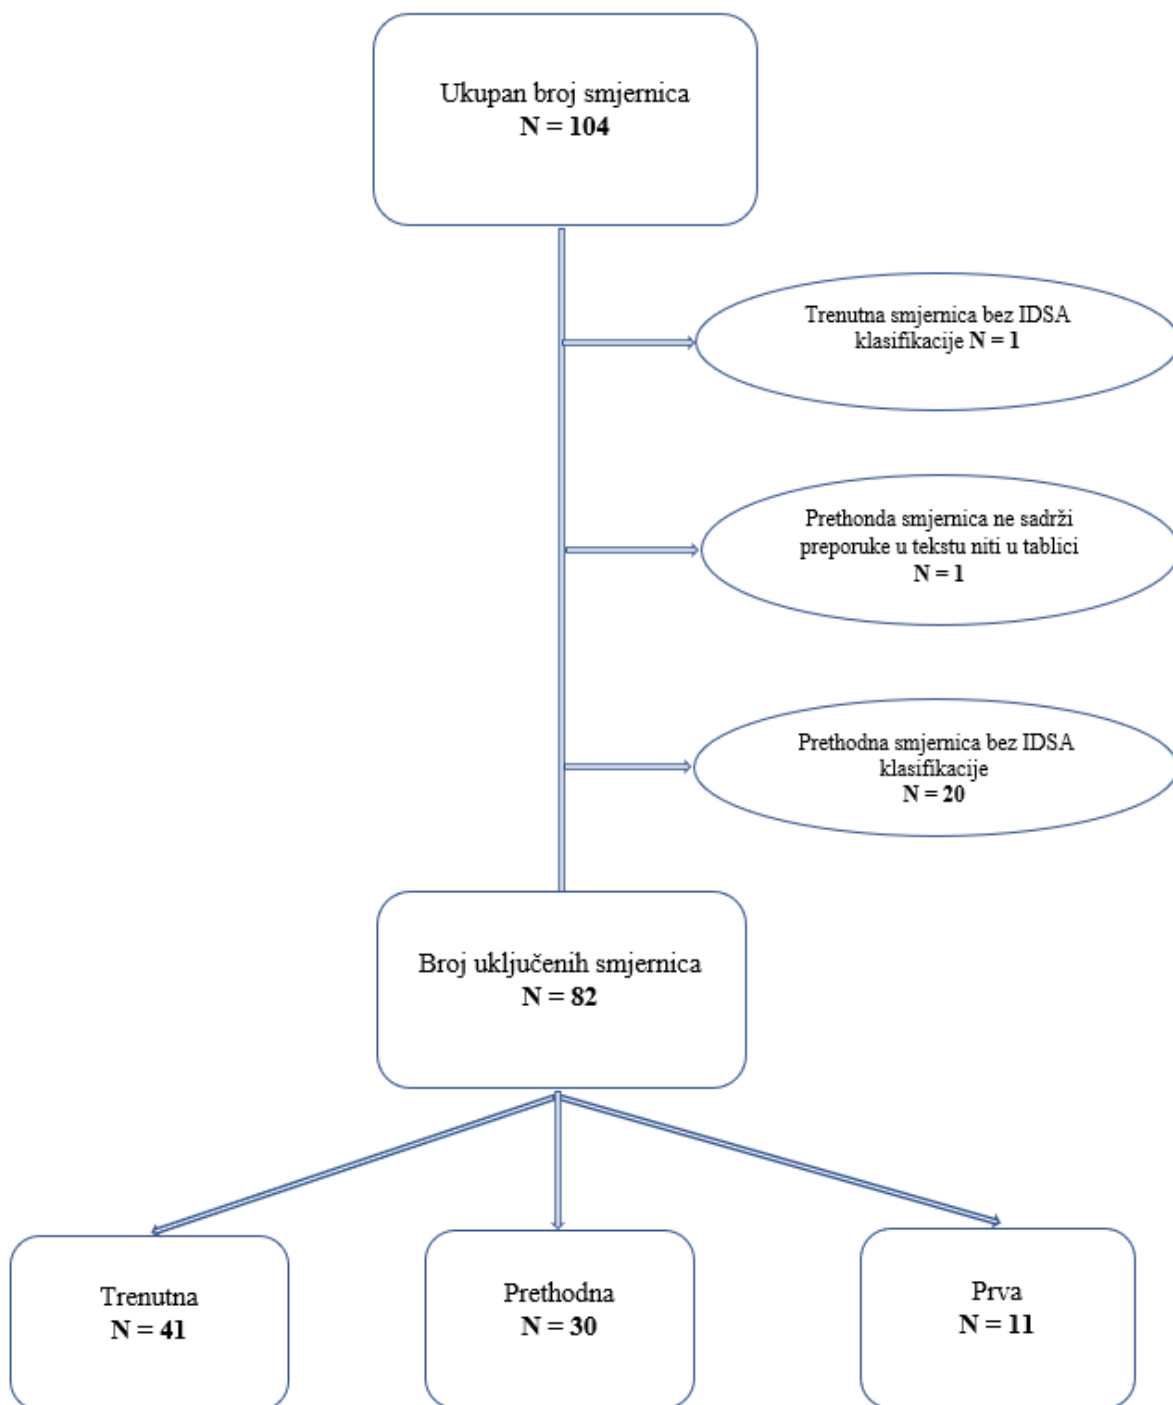 Ukupan broj smjernica
N = 104
Trenutna smjernica bez IDSA
klasifikacije N = 1
Prethonda smjernica ne sadrži
preporuke u tekstu niti u tablici
N = 1
Prethodna smjernica bez IDSA
klasifikacije
N = 20
Broj uključenih smjernica
N = 82
Trenutna
N = 41
Prethodna
N = 30
Prva
N = 11